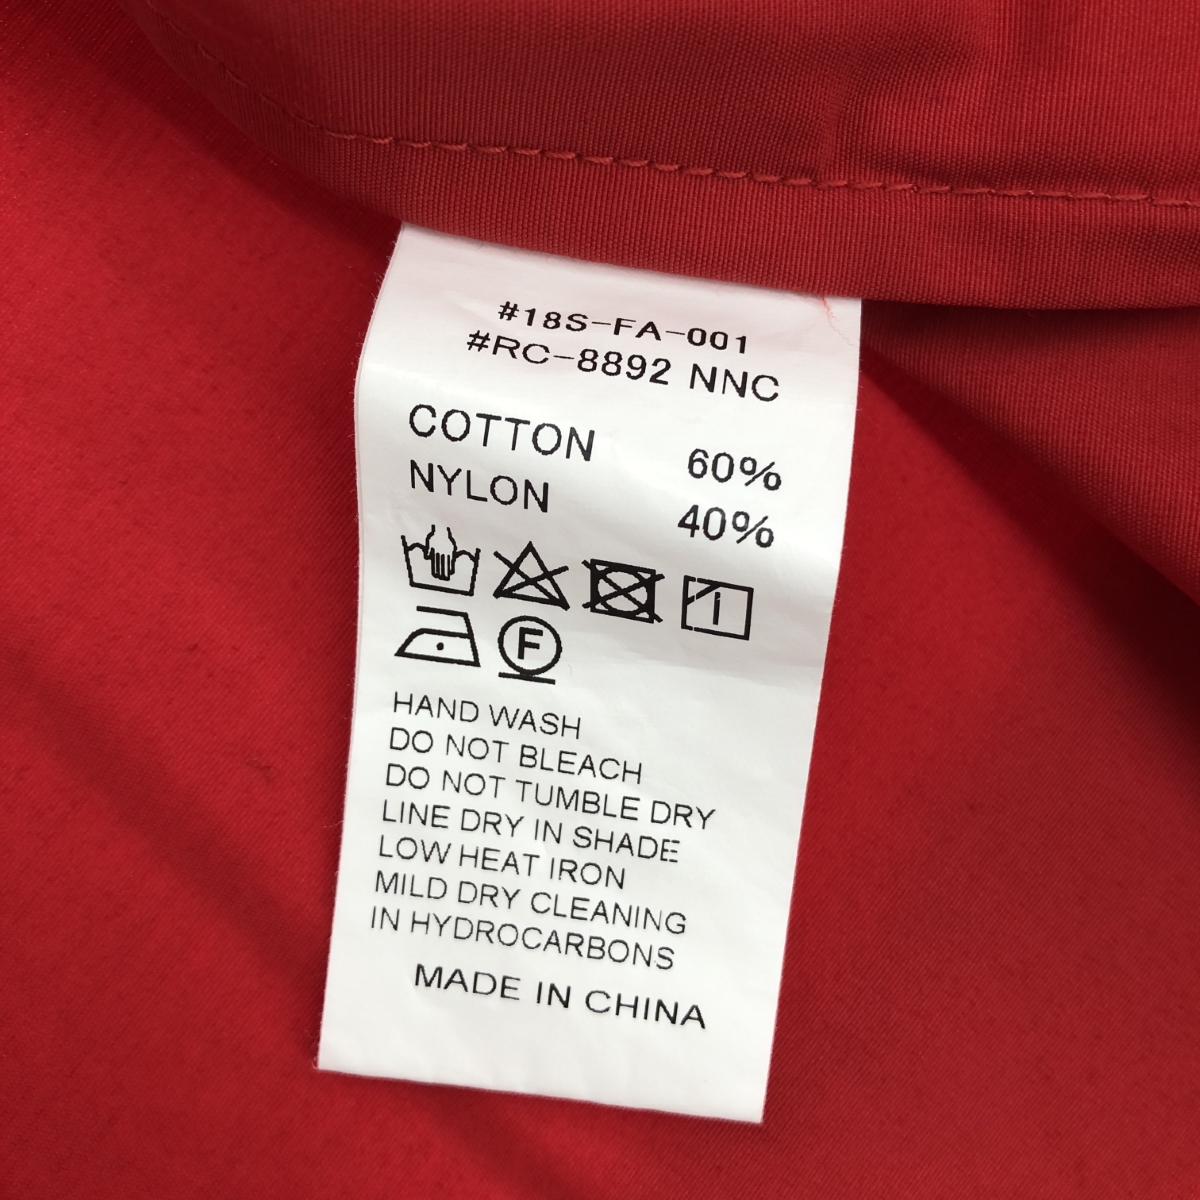 #18S-FA-001
#RC-8892 NNC
COTTON 60%
NYLON 40%
F
HAND WASH
DO NOT BLEACH
DO NOT TUMBLE DRY
LINE DRY IN SHADE
LOW HEAT IRON
MILD DRY CLEANING
IN HYDROCARBONS
MADE IN CHINA